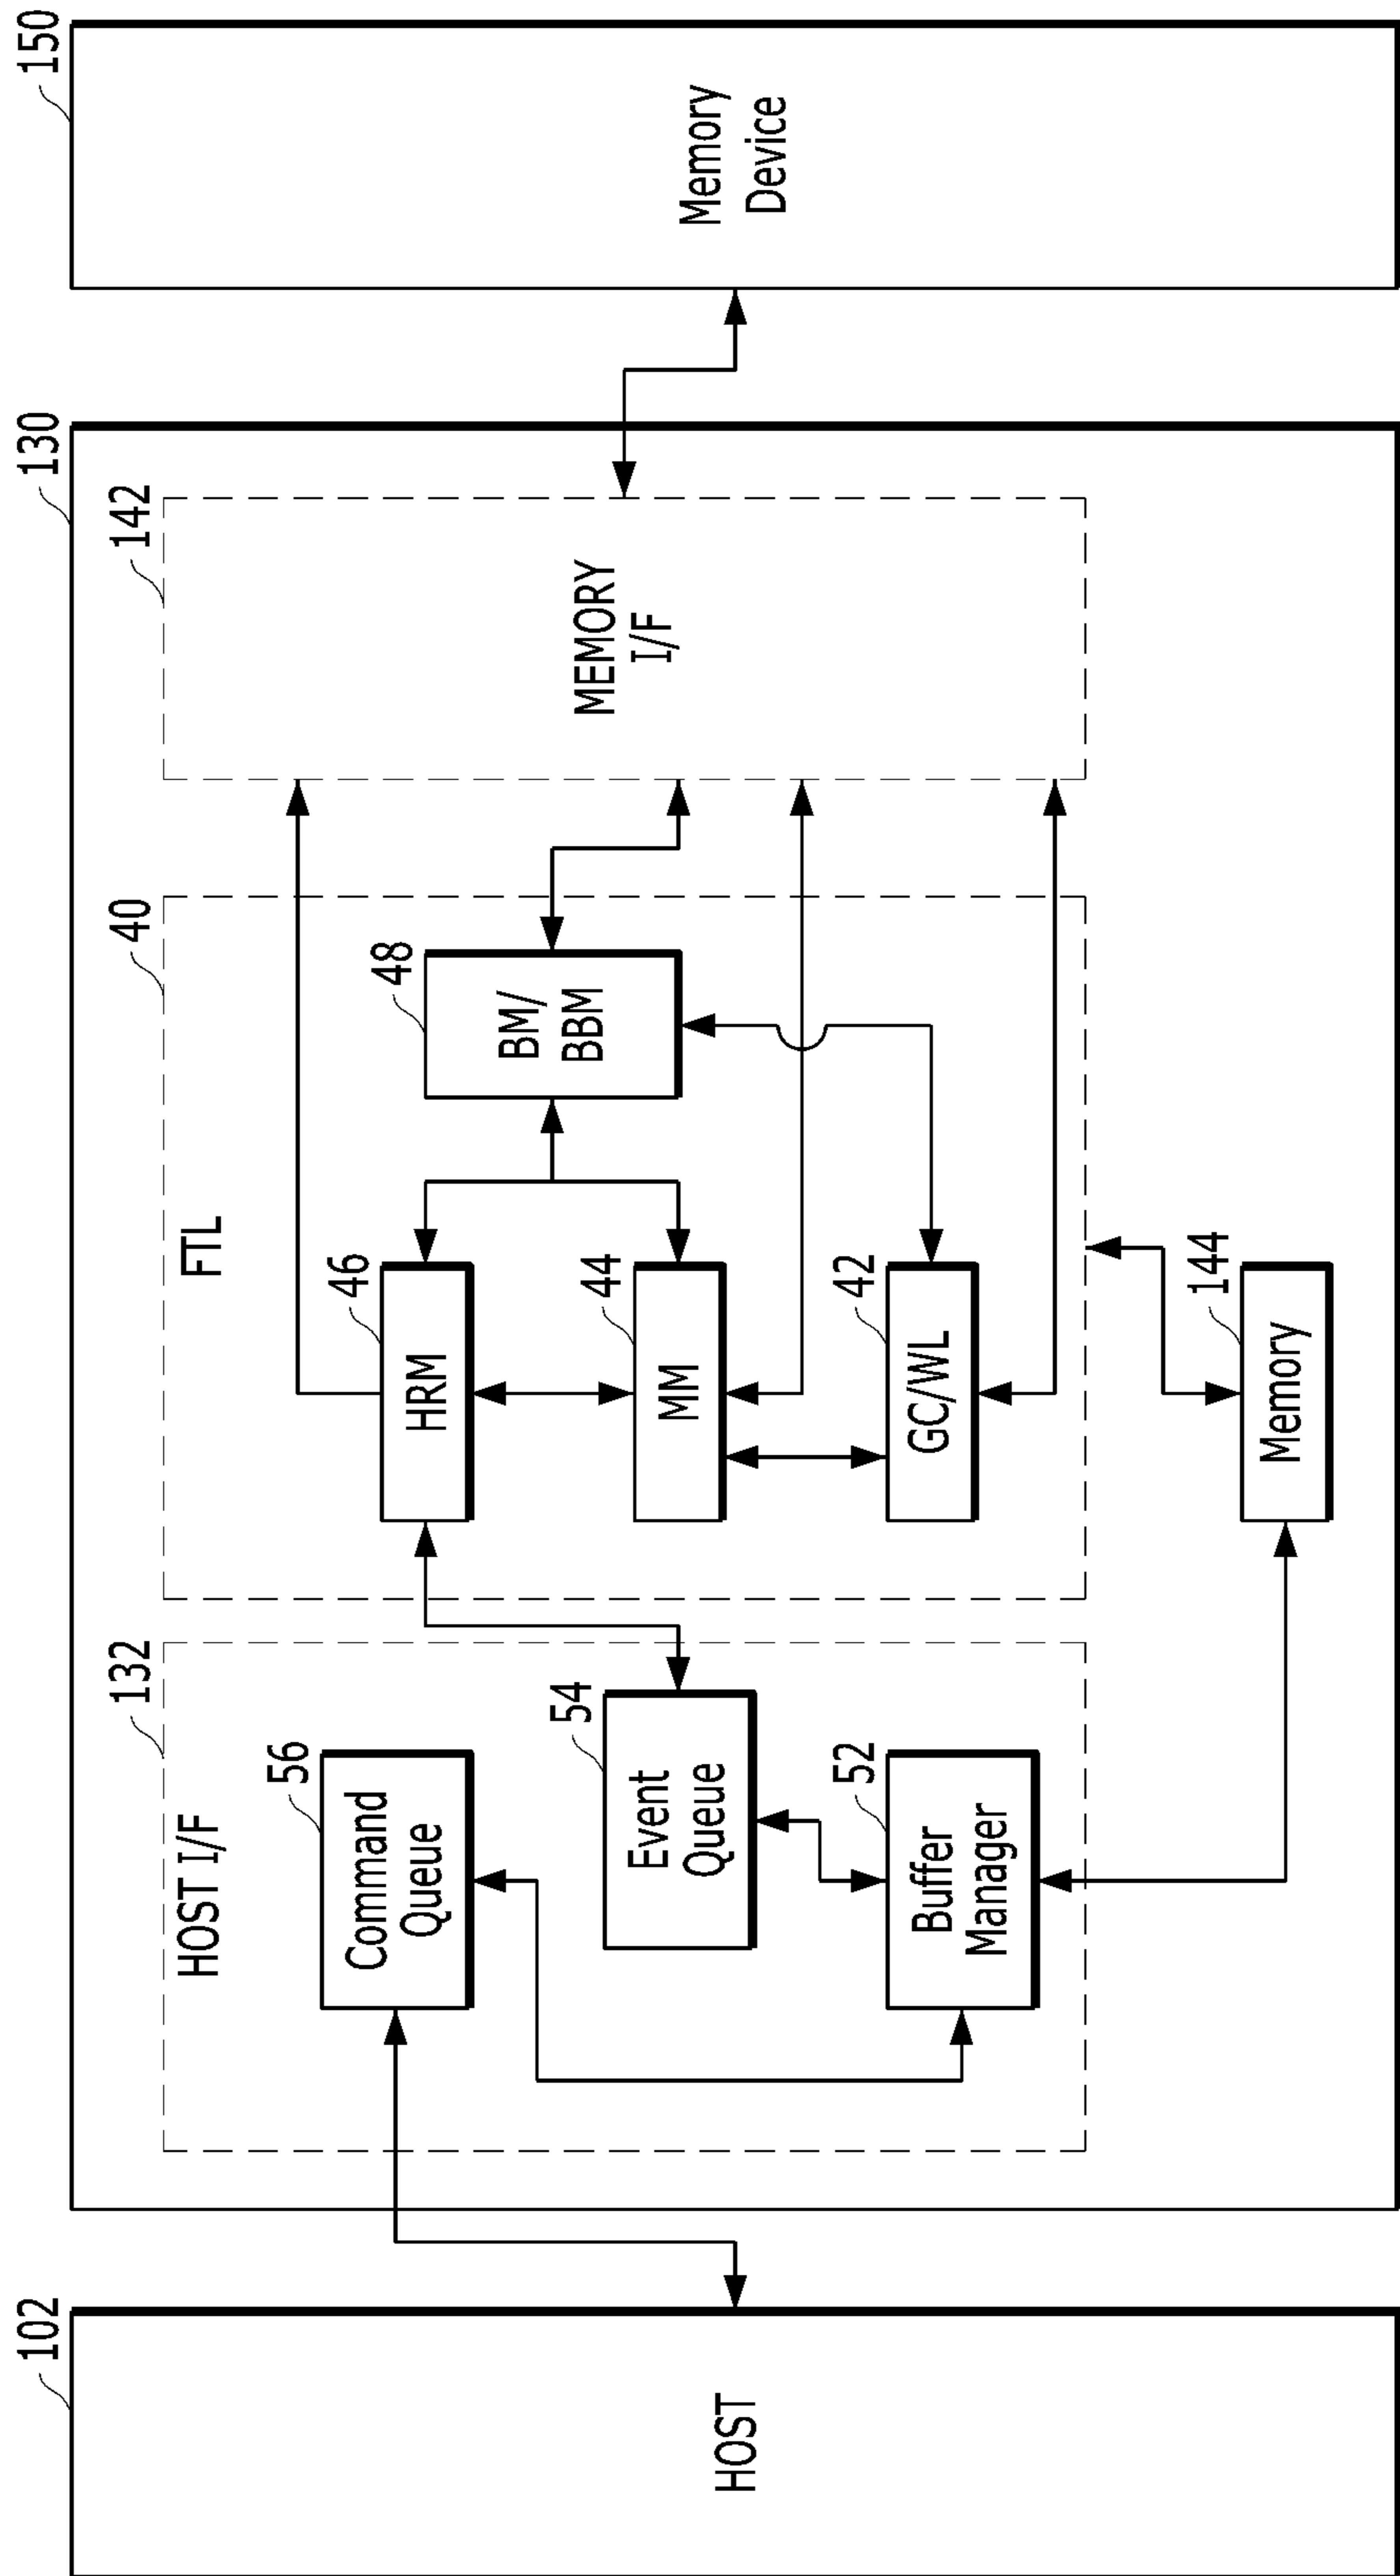 102
HOST
130
132
HOST I/F
56
Command
Queue
54
Event
Queue
52
Buffer
Manager
40
FTL
46
HRM
44
MM
42
GC/WL
48
BM/
BBM
144
Memory
142
MEMORY
I/F
150
Memory
Device